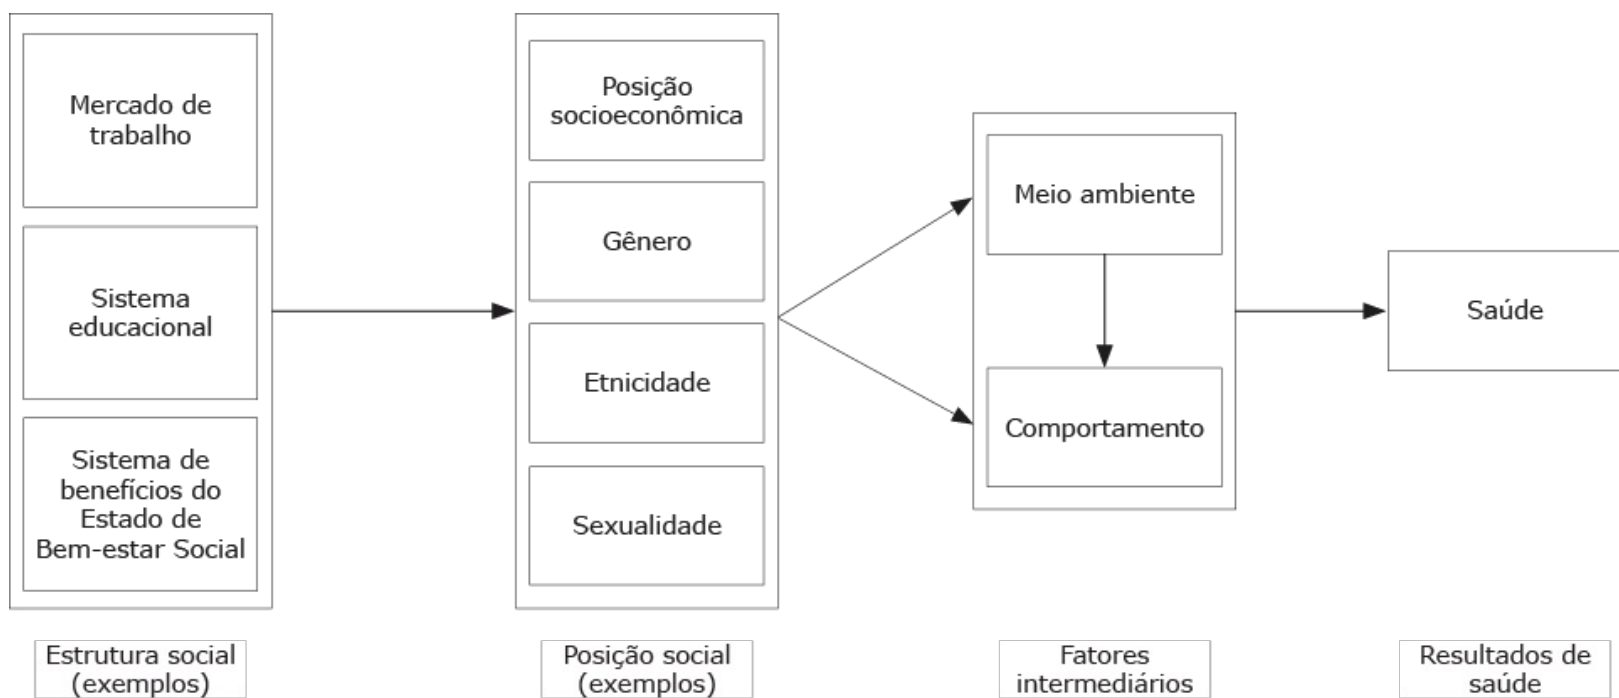 Mercado de
trabalho
Sistema
educacional
Sistema de
benefícios do
Estado de
Bem-estar Social
Estrutura social
(exemplos)
Posição
socioeconômica
Gênero
Etnicidade
Sexualidade
Posição social
(exemplos)
Meio ambiente
Comportamento
Fatores
intermediários
Saúde
Resultados de
saúde